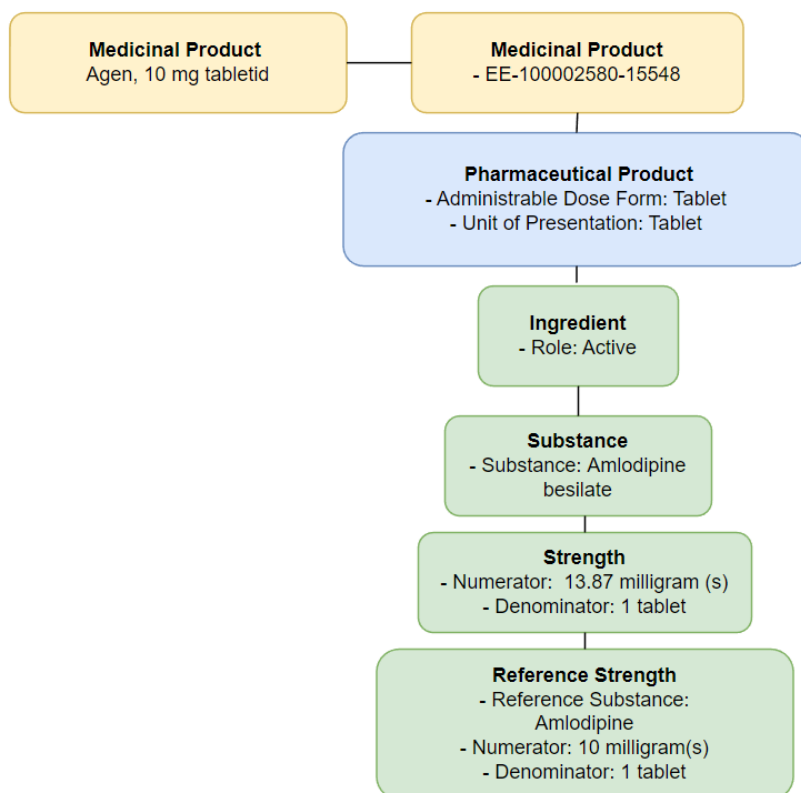 Medicinal Product
Agen, 10 mg tabletid
Medicinal Product
- EE-100002580-15548
Pharmaceutical Product
- Administrable Dose Form: Tablet
- Unit of Presentation: Tablet
Ingredient
- Role: Active
Substance
- Substance: Amlodipine
besilate
Strength
- Numerator:  13.87 milligram (s)
- Denominator: 1 tablet
Reference Strength
- Reference Substance:
Amlodipine
- Numerator: 10 milligram(s)
- Denominator: 1 tablet